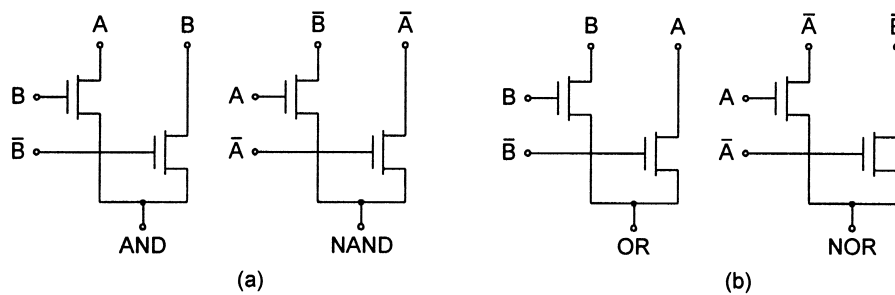 A B B̅ A̅ B A A̅ B̅
B A B A
B̅ A̅ B̅ A̅
AND NAND OR NOR
(a) (b)